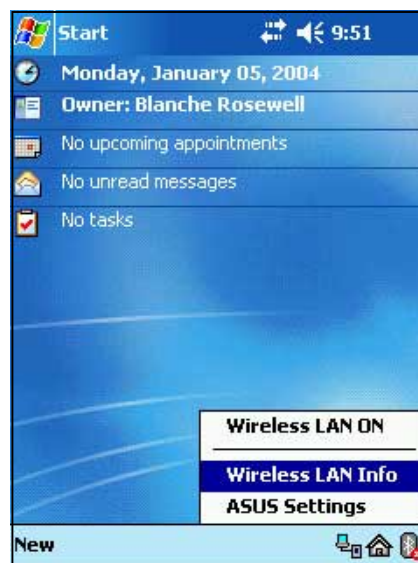 Start 9:51
Monday, January 05, 2004
Owner: Blanche Rosewell
No upcoming appointments
No unread messages
No tasks
Wireless LAN ON
Wireless LAN Info
ASUS Settings
New